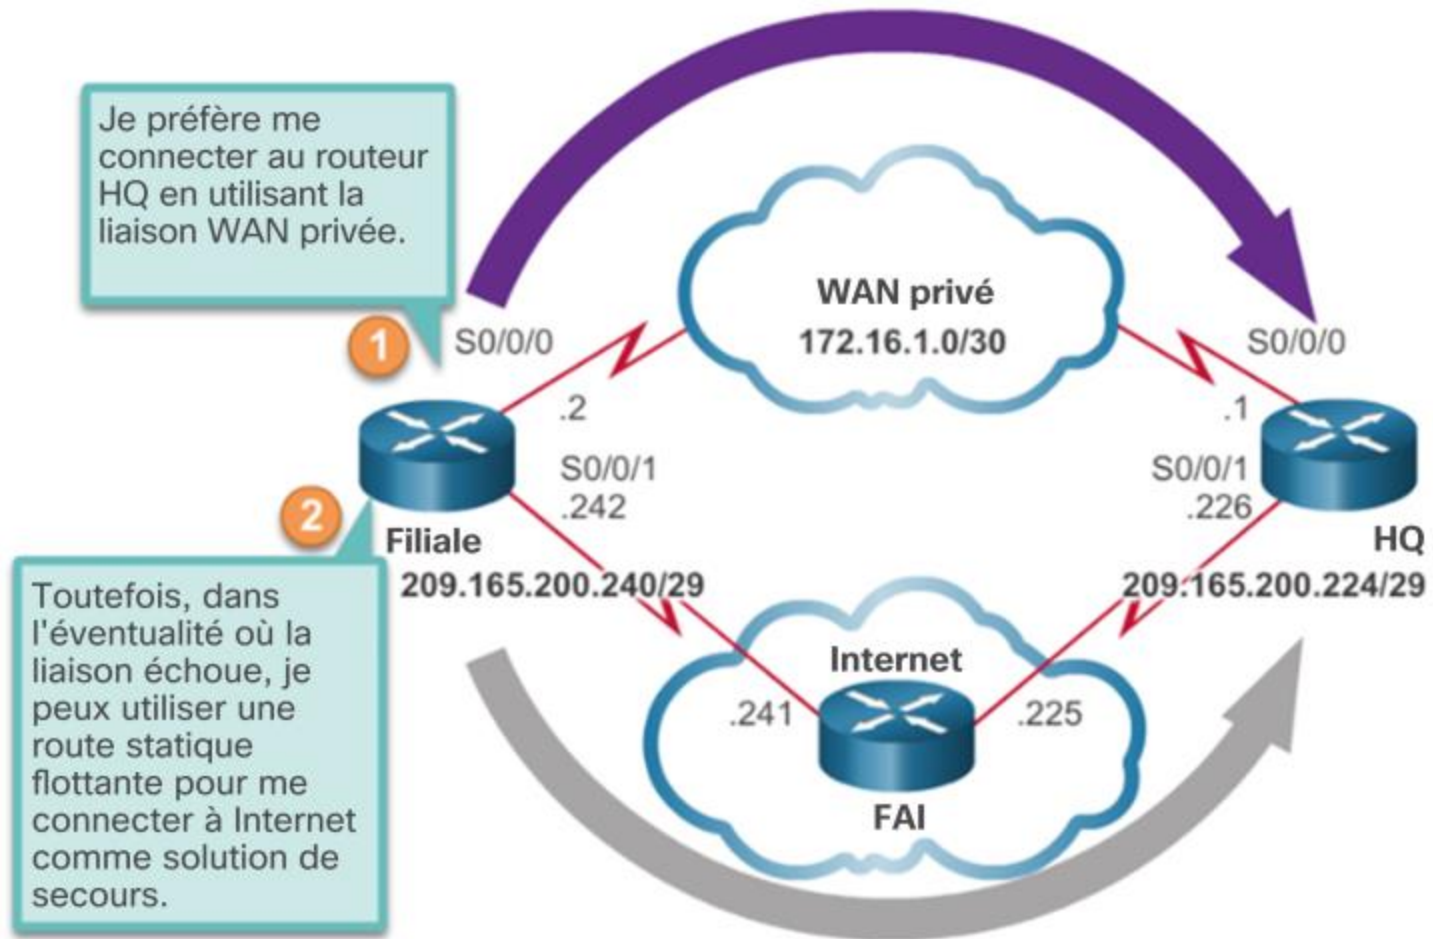 Je préfère me
connecter au routeur
HQ en utilisant la
liaison WAN privée.
1
S0/0/0
WAN privé
172.16.1.0/30
S0/0/0
.2
.1
S0/0/1
.242
S0/0/1
.226
2
Filiale
HQ
209.165.200.240/29
209.165.200.224/29
Toutefois, dans
l'éventualité où la
liaison échoue, je
peux utiliser une
route statique
flottante pour me
connecter à Internet
comme solution de
secours.
Internet
.241
.225
FAI